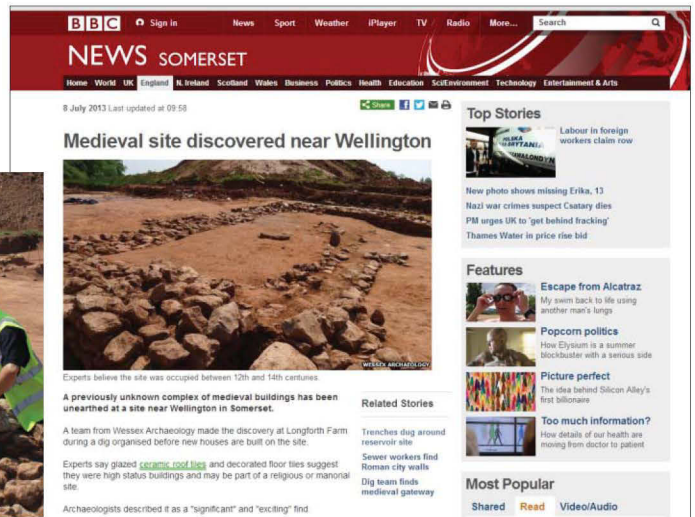 BBC Sign in News Sport Weather iPlayer TV Radio More... Search
NEWS SOMERSET
Home World UK England N. Ireland Scotland Wales Business Politics Health Education Sci/Environment Technology Entertainment & Arts
8 July 2013 Last updated at 09:58
Share
Medieval site discovered near Wellington
WESSEX ARCHAEOLOGY
Experts believe the site was occupied between 12th and 14th centuries.
A previously unknown complex of medieval buildings has been
unearthed at a site near Wellington in Somerset.
A team from Wessex Archaeology made the discovery at Longforth Farm
during a dig organised before new houses are built on the site.
Experts say glazed ceramic roof tiles and decorated floor tiles suggest
they were high status buildings and may be part of a religious or manorial
site.
Archaeologists described it as a "significant" and "exciting" find
Related Stories
Trenches dug around
reservoir site
Sewer workers find
Roman city walls
Dig team finds
medieval gateway
Top Stories
Labour in foreign
workers claim row
New photo shows missing Erika, 13
Nazi war crimes suspect Csatary dies
PM urges UK to 'get behind fracking'
Thames Water in price rise bid
Features
Escape from Alcatraz
My swim back to life using
another man's lungs
Popcorn politics
How Elysium is a summer
blockbuster with a serious side
Picture perfect
The idea behind Silicon Alley's
first billionaire
Too much information?
How details of our health are
moving from doctor to patient
Most Popular
Shared Read Video/Audio